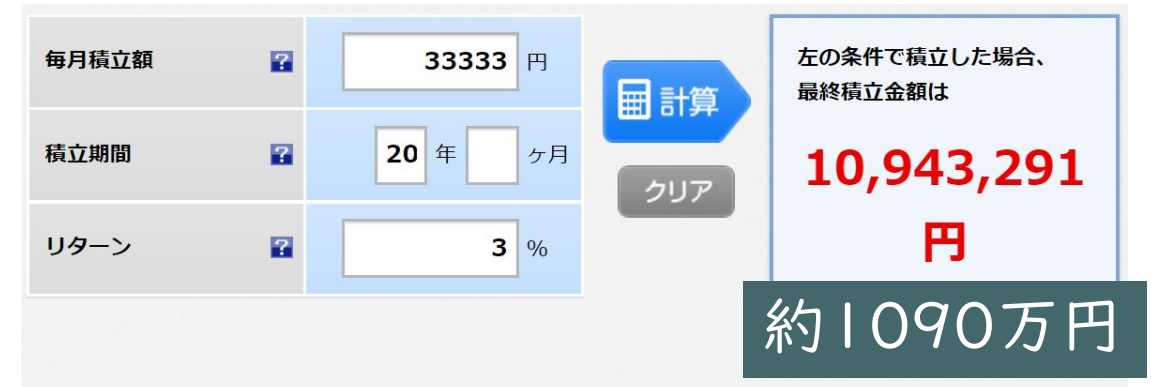 毎月積立額 ? 33333 円
積立期間 ? 20 年 ヶ月
リターン ? 3 %
計算
クリア
左の条件で積立した場合、
最終積立金額は
10,943,291
円
約1090万円